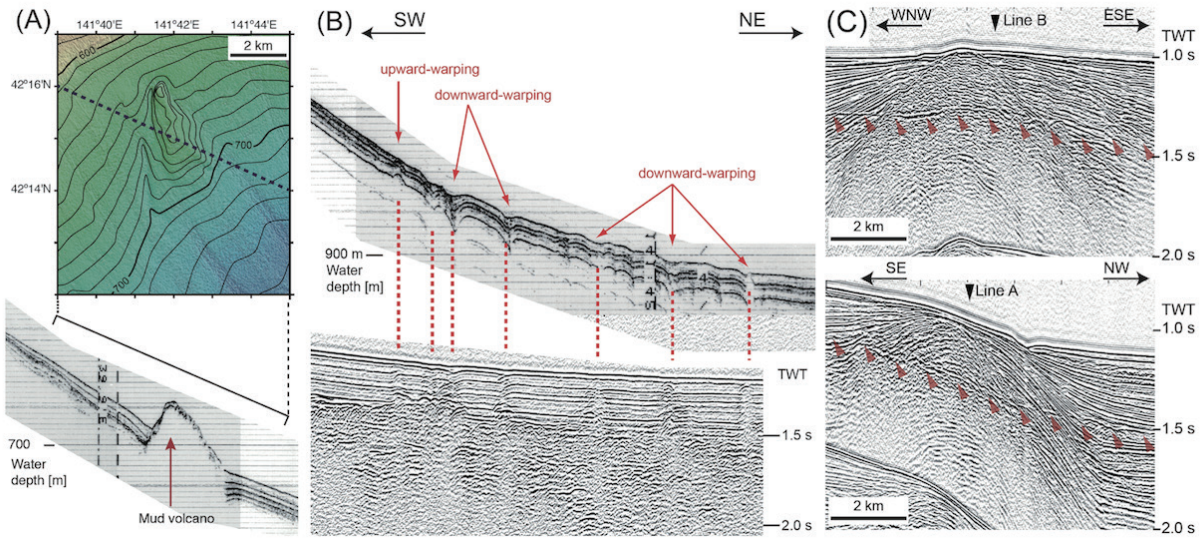 (A)
141°40'E 141°42'E 141°44'E
2 km
600
42°16'N
700
42°14'N
700
700
Water
depth [m]
Mud volcano
(B)
SW
NE
upward-warping
downward-warping
downward-warping
900 m
Water
depth [m]
TWT
1.5 s
2.0 s
(C)
WNW
Line B
ESE
TWT
1.0 s
1.5 s
2 km
2.0 s
SE
Line A
NW
TWT
1.0 s
1.5 s
2 km
2.0 s